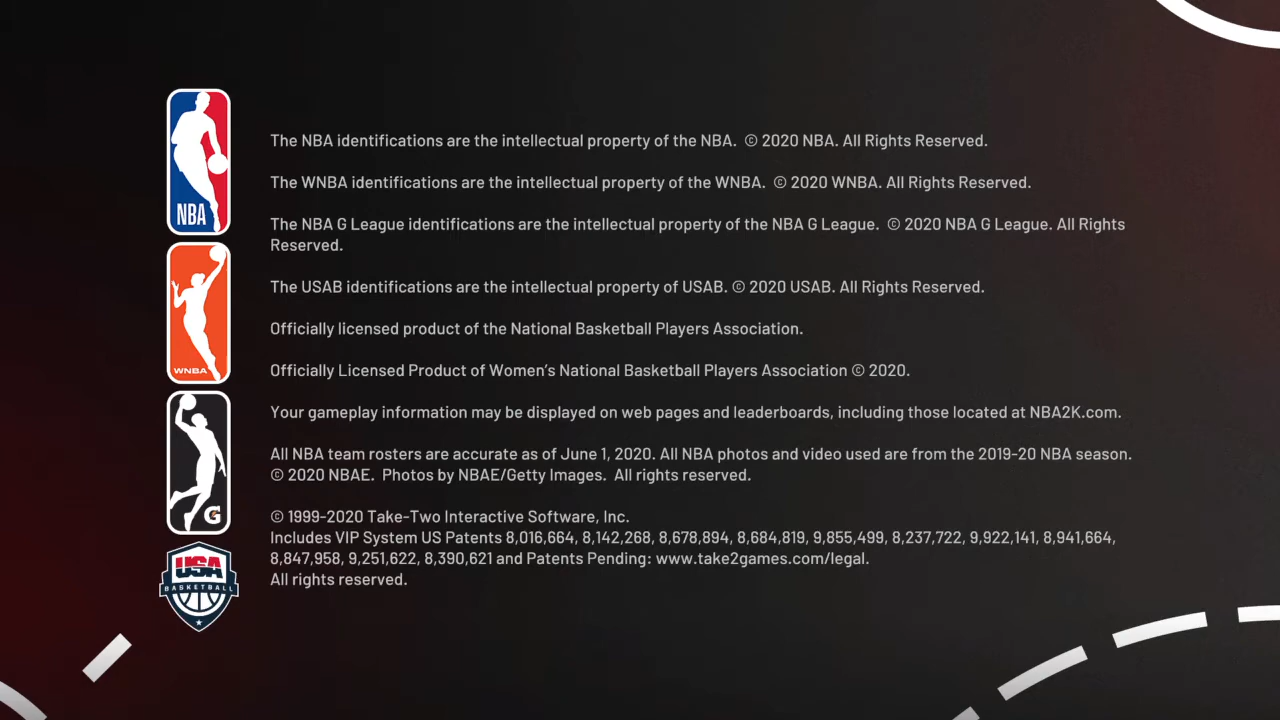 The NBA identifications are the intellectual property of the NBA.  © 2020 NBA. All Rights Reserved.
The WNBA identifications are the intellectual property of the WNBA.  © 2020 WNBA. All Rights Reserved.
The NBA G League identifications are the intellectual property of the NBA G League.  © 2020 NBA G League. All Rights
Reserved.
The USAB identifications are the intellectual property of USAB. © 2020 USAB. All Rights Reserved.
Officially licensed product of the National Basketball Players Association.
Officially Licensed Product of Women’s National Basketball Players Association © 2020.
Your gameplay information may be displayed on web pages and leaderboards, including those located at NBA2K.com.
All NBA team rosters are accurate as of June 1, 2020. All NBA photos and video used are from the 2019-20 NBA season.
© 2020 NBAE.  Photos by NBAE/Getty Images.  All rights reserved.
© 1999-2020 Take-Two Interactive Software, Inc.
Includes VIP System US Patents 8,016,664, 8,142,268, 8,678,894, 8,684,819, 9,855,499, 8,237,722, 9,922,141, 8,941,664,
8,847,958, 9,251,622, 8,390,621 and Patents Pending: www.take2games.com/legal.
All rights reserved.
NBA
WNBA
G
USA
BASKETBALL